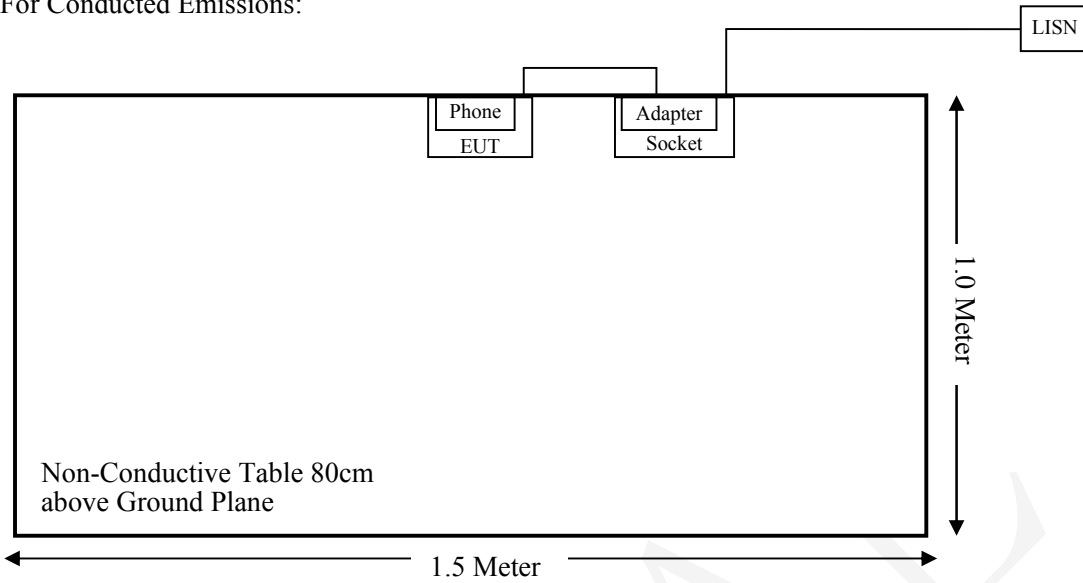 For Conducted Emissions:
LISN
Phone
EUT
Adapter
Socket
1.0 Meter
Non-Conductive Table 80cm
above Ground Plane
1.5 Meter